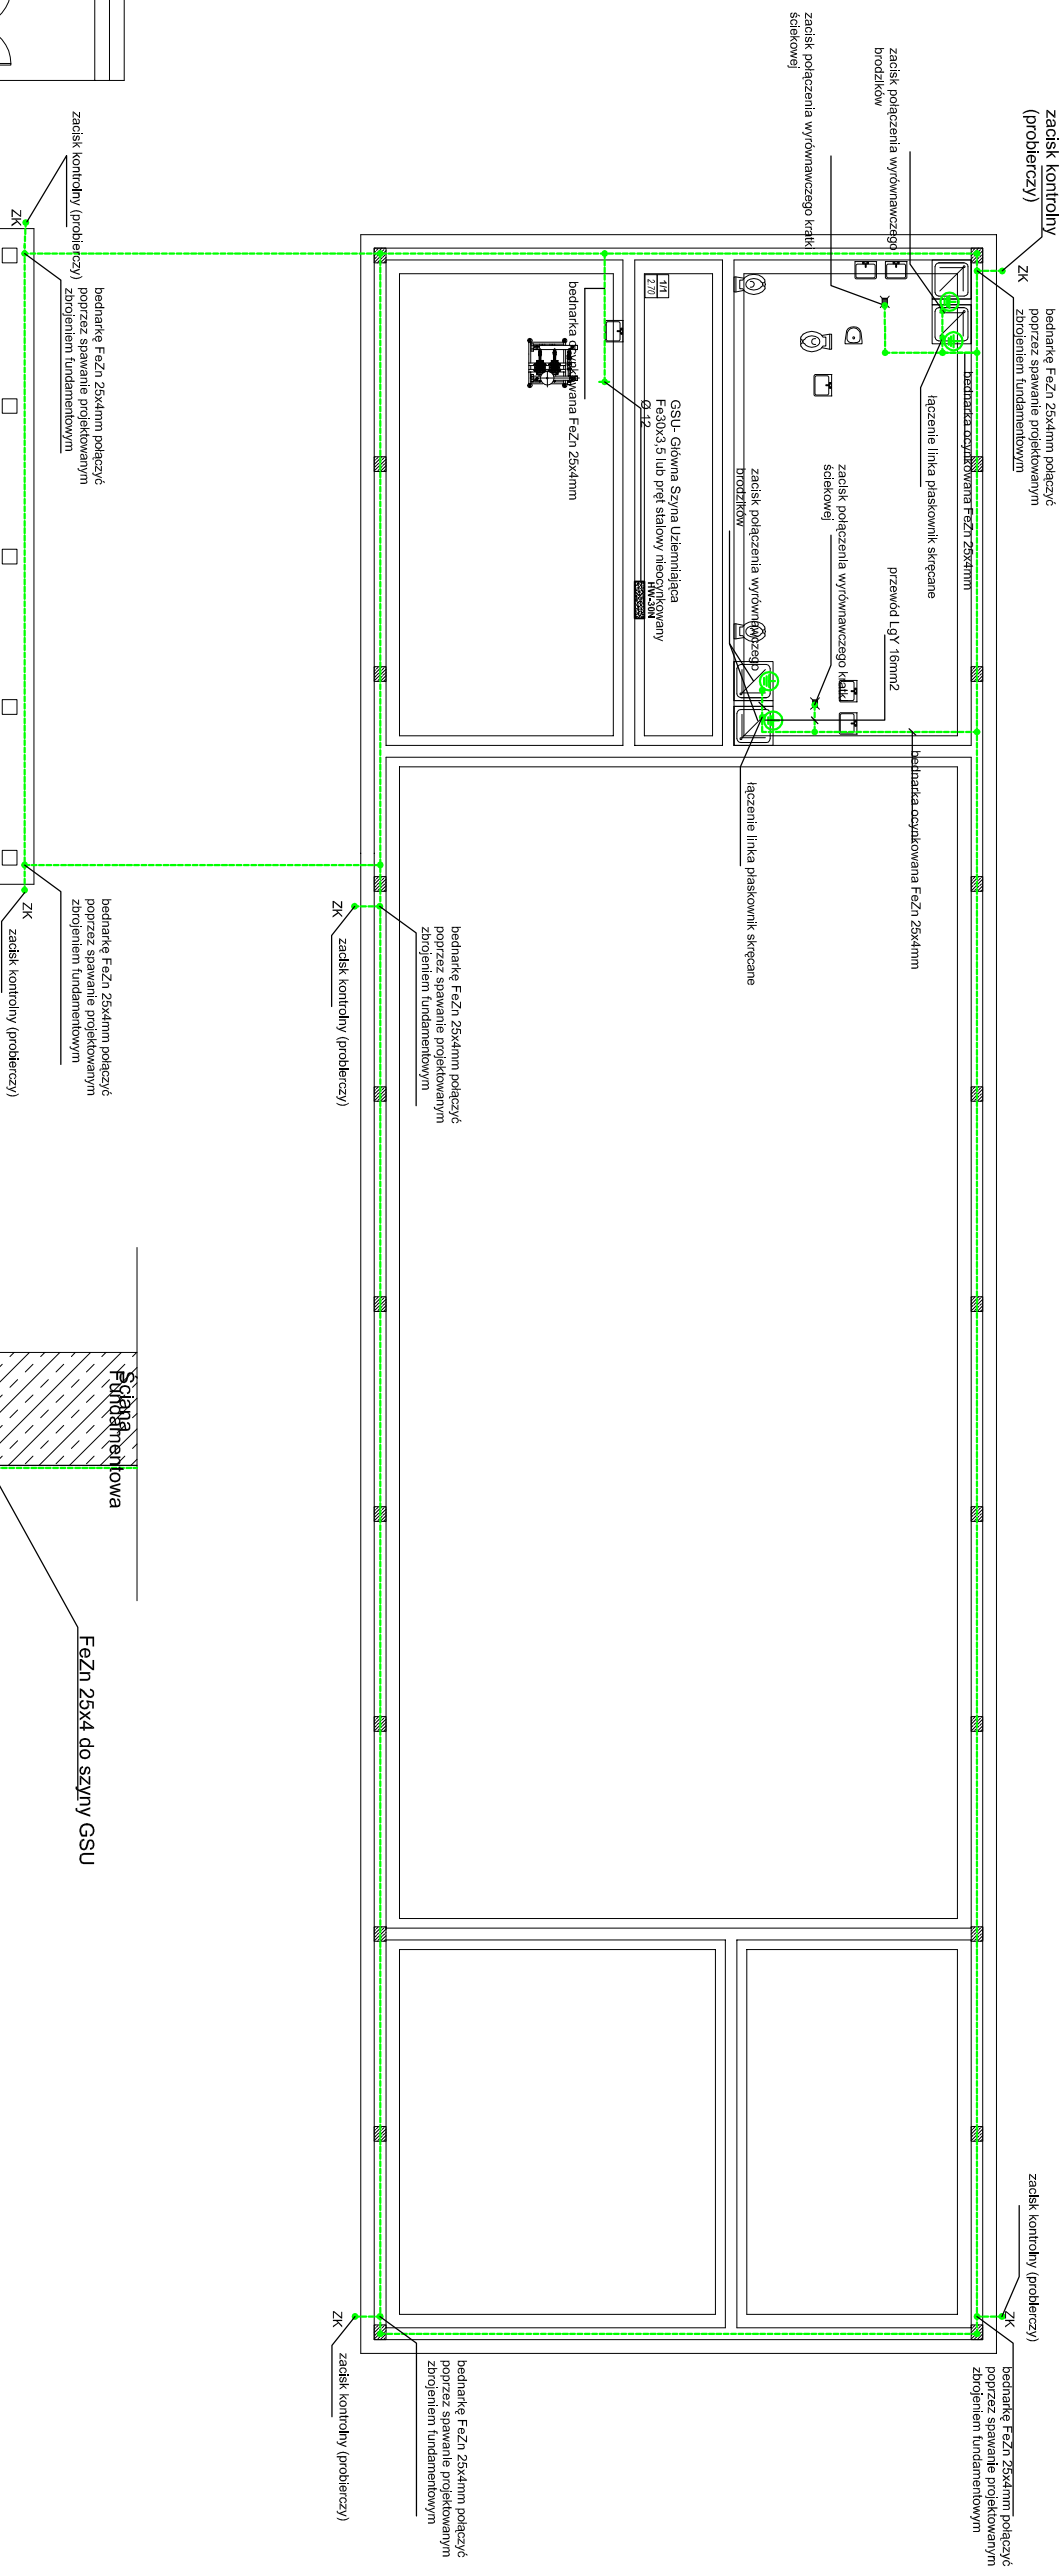 zacisk kontrolny
(probierczy)
ZK
bednarkę FeZn 25x4mm połączyć
poprzez spawanie projektowanym
zbrojeniem fundamentowym
zacisk kontrolny (probierczy)
ZK
bednarkę FeZn 25x4mm połączyć
poprzez spawanie projektowanym
zbrojeniem fundamentowym
zacisk połączenia wyrównawczego
brodzików
zacisk połączenia wyrównawczego kratki
ściekowej
bednarka ocynkowana FeZn 25x4mm
łączenie linka płaskownik skręcane
przewód LgY 16mm2
bednarka ocynkowana FeZn 25x4mm
zacisk połączenia wyrównawczego kratki
ściekowej
zacisk połączenia wyrównawczego
brodzików
łączenie linka płaskownik skręcane
1/1
2.70
GSU- Główna Szyna Uziemniająca
Fe30x3,5 lub pręt stalowy nieocynkowany
Ø 12
HW-30N
bednarka ocynkowana FeZn 25x4mm
bednarkę FeZn 25x4mm połączyć
poprzez spawanie projektowanym
zbrojeniem fundamentowym
ZK
zacisk kontrolny (probierczy)
bednarkę FeZn 25x4mm połączyć
poprzez spawanie projektowanym
zbrojeniem fundamentowym
ZK
zacisk kontrolny (probierczy)
zacisk kontrolny (probierczy)
ZK
bednarkę FeZn 25x4mm połączyć
poprzez spawanie projektowanym
zbrojeniem fundamentowym
bednarkę FeZn 25x4mm połączyć
poprzez spawanie projektowanym
zbrojeniem fundamentowym
ZK
zacisk kontrolny (probierczy)
Ściana
Fundamentowa
FeZn 25x4 do szyny GSU